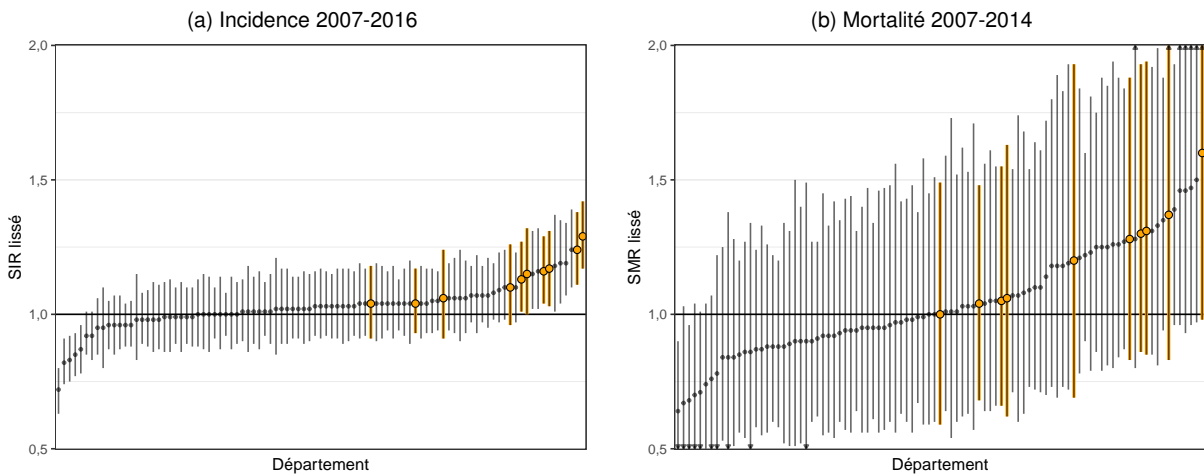 (a) Incidence 2007-2016
2,0
1,5
1,0
0,5
SIR lissé
Département
(b) Mortalité 2007-2014
2,0
1,5
1,0
0,5
SMR lissé
Département